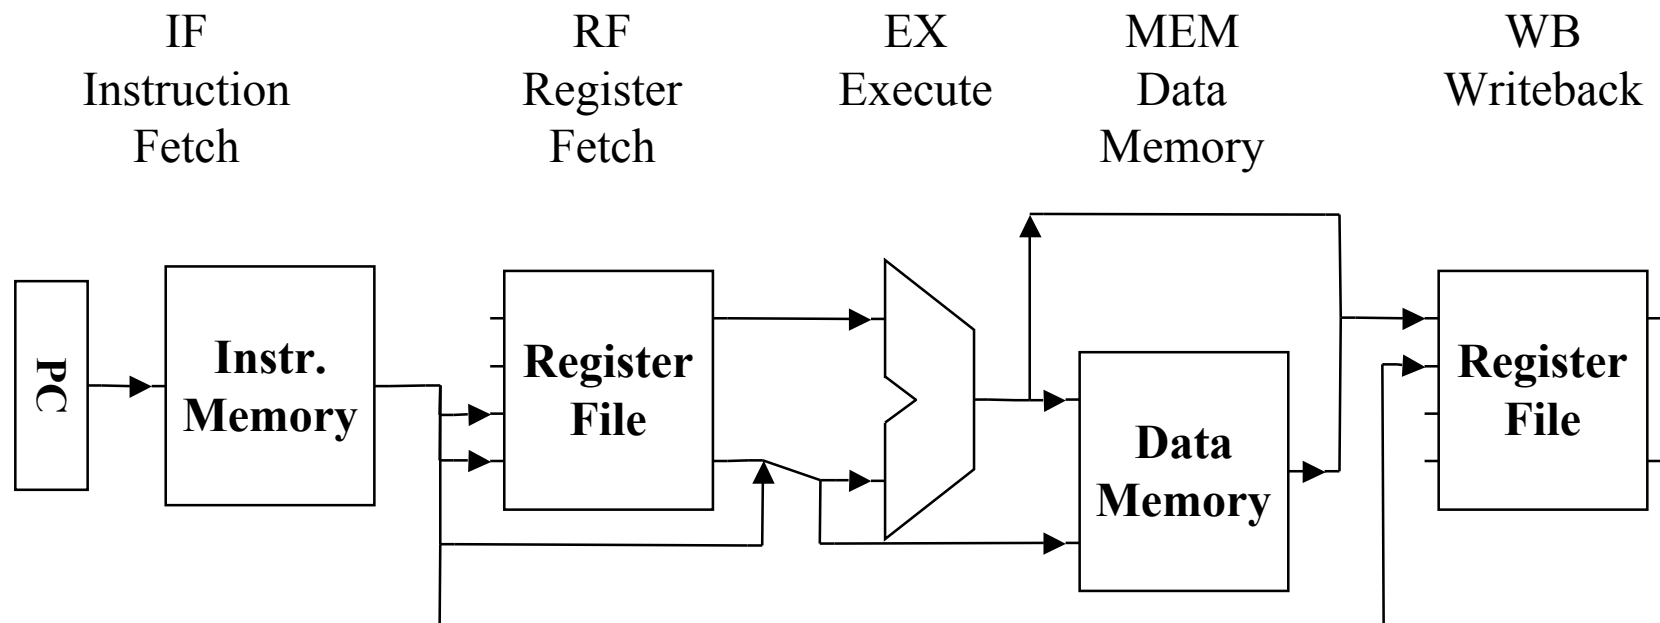 IF
Instruction
Fetch
RF
Register
Fetch
EX
Execute
MEM
Data
Memory
WB
Writeback
PC
Instr.
Memory
Register
File
Data
Memory
Register
File